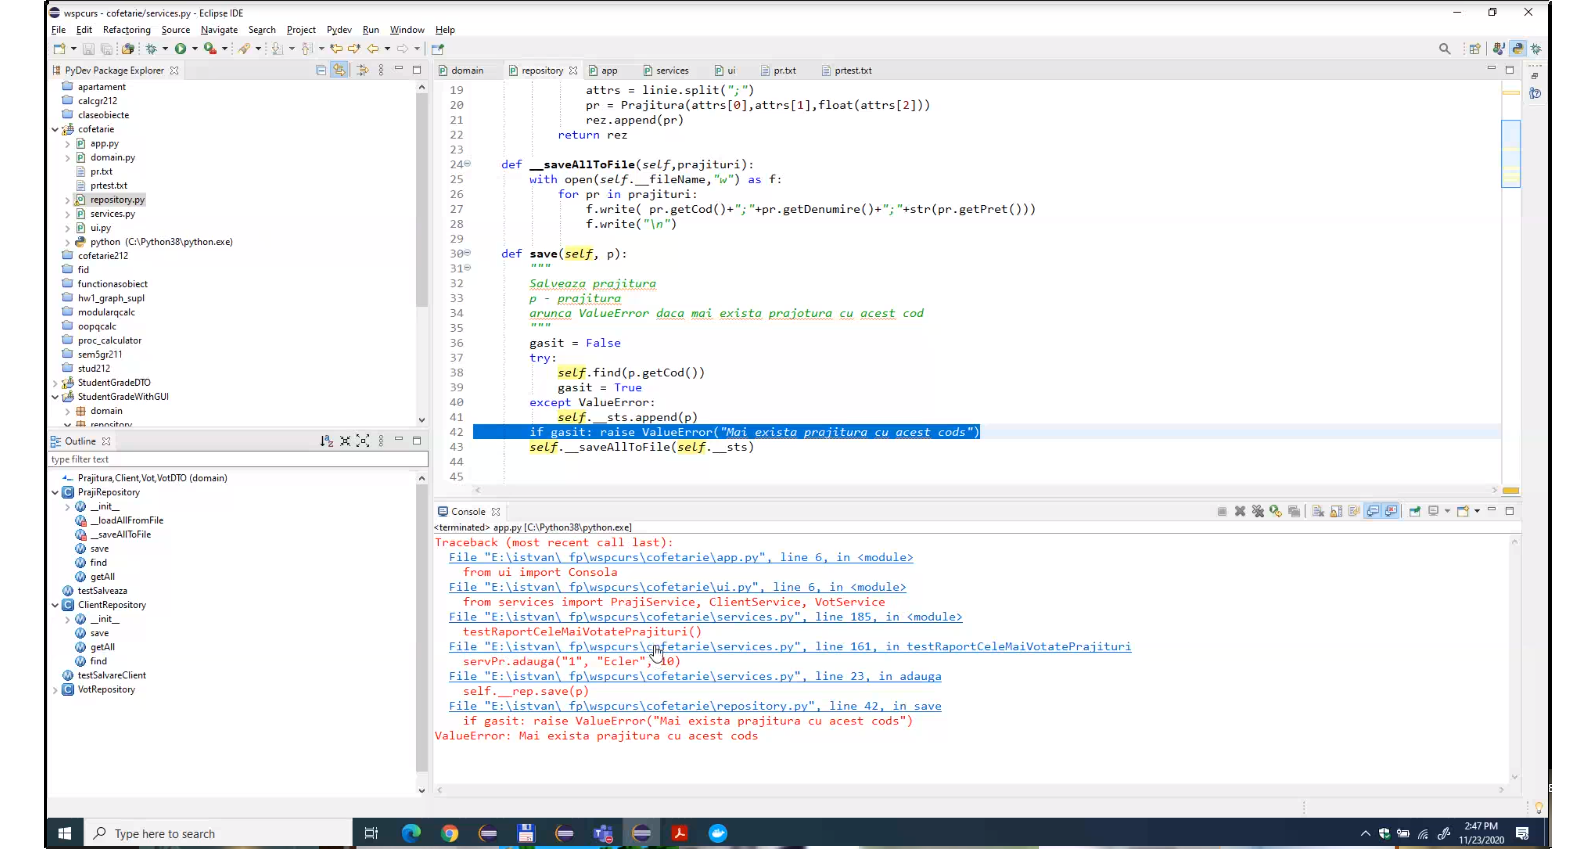 wspcurs - cofetarie/services.py - Eclipse IDE
File Edit Refactoring Source Navigate Search Project Pydev Run Window Help
PyDev Package Explorer
apartament
calcgr212
claseobiecte
cofetarie
app.py
domain.py
pr.txt
prtest.txt
repository.py
services.py
ui.py
python (C:\Python38\python.exe)
cofetarie212
fid
functionasobiect
hw1_graph_supl
modularqcalc
oopqcalc
proc_calculator
sem5gr211
stud212
StudentGradeDTO
StudentGradeWithGUI
domain
repository
Outline
type filter text
Prajitura,Client,Vot,VotDTO (domain)
PrajiRepository
__init__
__loadAllFromFile
__saveAllToFile
save
find
getAll
testSalveaza
ClientRepository
__init__
save
getAll
find
testSalvareClient
VotRepository
domain repository app services ui pr.txt prtest.txt
19 attrs = linie.split(";")
20 pr = Prajitura(attrs[0],attrs[1],float(attrs[2]))
21 rez.append(pr)
22 return rez
23
24 def __saveAllToFile(self,prajituri):
25 with open(self.__fileName,"w") as f:
26 for pr in prajituri:
27 f.write( pr.getCod()+";"+pr.getDenumire()+";"+str(pr.getPret()))
28 f.write("\n")
29
30 def save(self, p):
31 """
32 Salveaza prajitura
33 p - prajitura
34 arunca ValueError daca mai exista prajotura cu acest cod
35 """
36 gasit = False
37 try:
38 self.find(p.getCod())
39 gasit = True
40 except ValueError:
41 self.__sts.append(p)
42 if gasit: raise ValueError("Mai exista prajitura cu acest cods")
43 self.__saveAllToFile(self.__sts)
44
45
Console
<terminated> app.py [C:\Python38\python.exe]
Traceback (most recent call last):
File "E:\istvan\_fp\wspcurs\cofetarie\app.py", line 6, in <module>
from ui import Consola
File "E:\istvan\_fp\wspcurs\cofetarie\ui.py", line 6, in <module>
from services import PrajiService, ClientService, VotService
File "E:\istvan\_fp\wspcurs\cofetarie\services.py", line 185, in <module>
testRaportCeleMaiVotatePrajituri()
File "E:\istvan\_fp\wspcurs\cofetarie\services.py", line 161, in testRaportCeleMaiVotatePrajituri
servPr.adauga("1", "Ecler", 10)
File "E:\istvan\_fp\wspcurs\cofetarie\services.py", line 23, in adauga
self.__rep.save(p)
File "E:\istvan\_fp\wspcurs\cofetarie\repository.py", line 42, in save
if gasit: raise ValueError("Mai exista prajitura cu acest cods")
ValueError: Mai exista prajitura cu acest cods
Type here to search
2:47 PM
11/23/2020